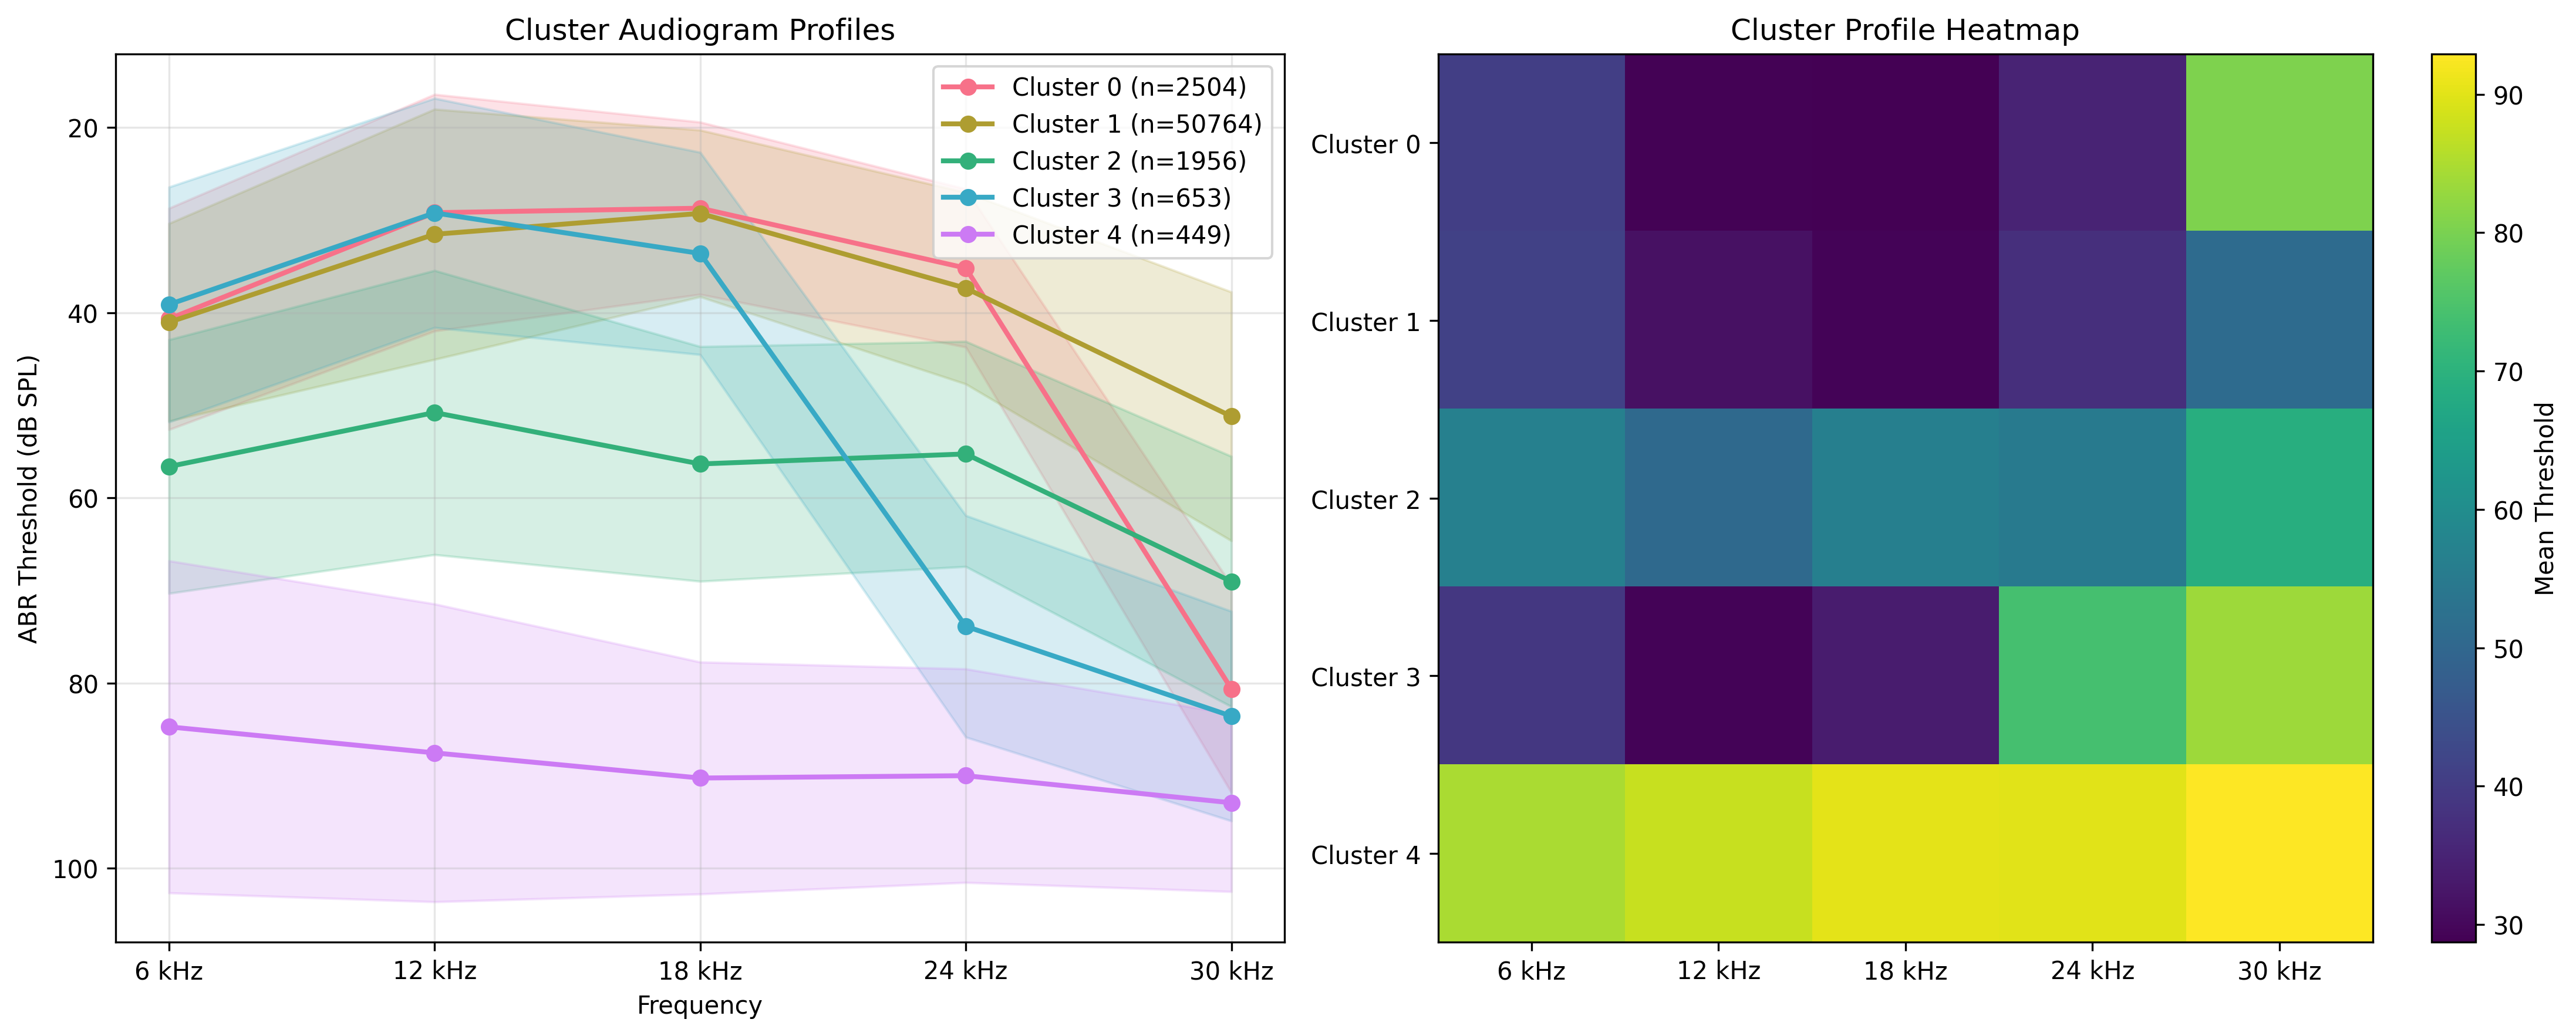 Cluster Audiogram Profiles
Cluster 0 (n=2504)
Cluster 1 (n=50764)
Cluster 2 (n=1956)
Cluster 3 (n=653)
Cluster 4 (n=449)
ABR Threshold (dB SPL)
20
40
60
80
100
6 kHz
12 kHz
18 kHz
24 kHz
30 kHz
Frequency
Cluster Profile Heatmap
Cluster 0
Cluster 1
Cluster 2
Cluster 3
Cluster 4
6 kHz
12 kHz
18 kHz
24 kHz
30 kHz
90
80
70
60
50
40
30
Mean Threshold